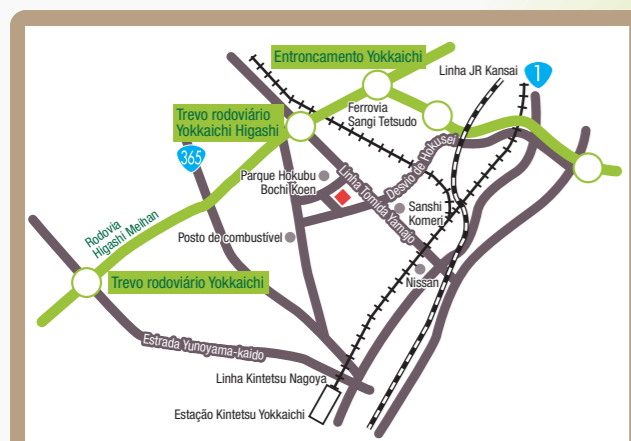 Entroncamento Yokkaichi
Linha JR Kansai
1
Trevo rodoviário
Yokkaichi Higashi
Ferrovia
Sangi Tetsudo
365
Parque Hokubu
Bochi Koen
Linha Tomida Yamajo
Desvio de Hokusei
Sanshi
Komeri
Rodovia
Higashi Meihan
Posto de combustível
Trevo rodoviário Yokkaichi
Nissan
Estrada Yunoyama-kaido
Linha Kintetsu Nagoya
Estação Kintetsu Yokkaichi